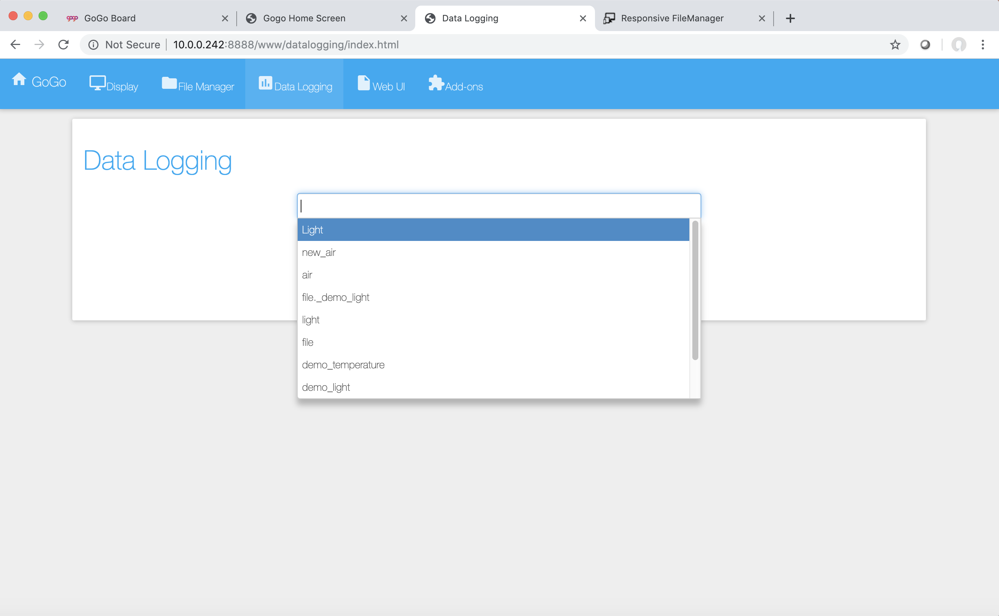 gogo GoGo Board
Gogo Home Screen
Data Logging
Responsive FileManager
Not Secure 10.0.0.242:8888/www/datalogging/index.html
GoGo
Display
File Manager
Data Logging
Web UI
Add-ons
Data Logging
Light
new_air
air
file._demo_light
light
file
demo_temperature
demo_light